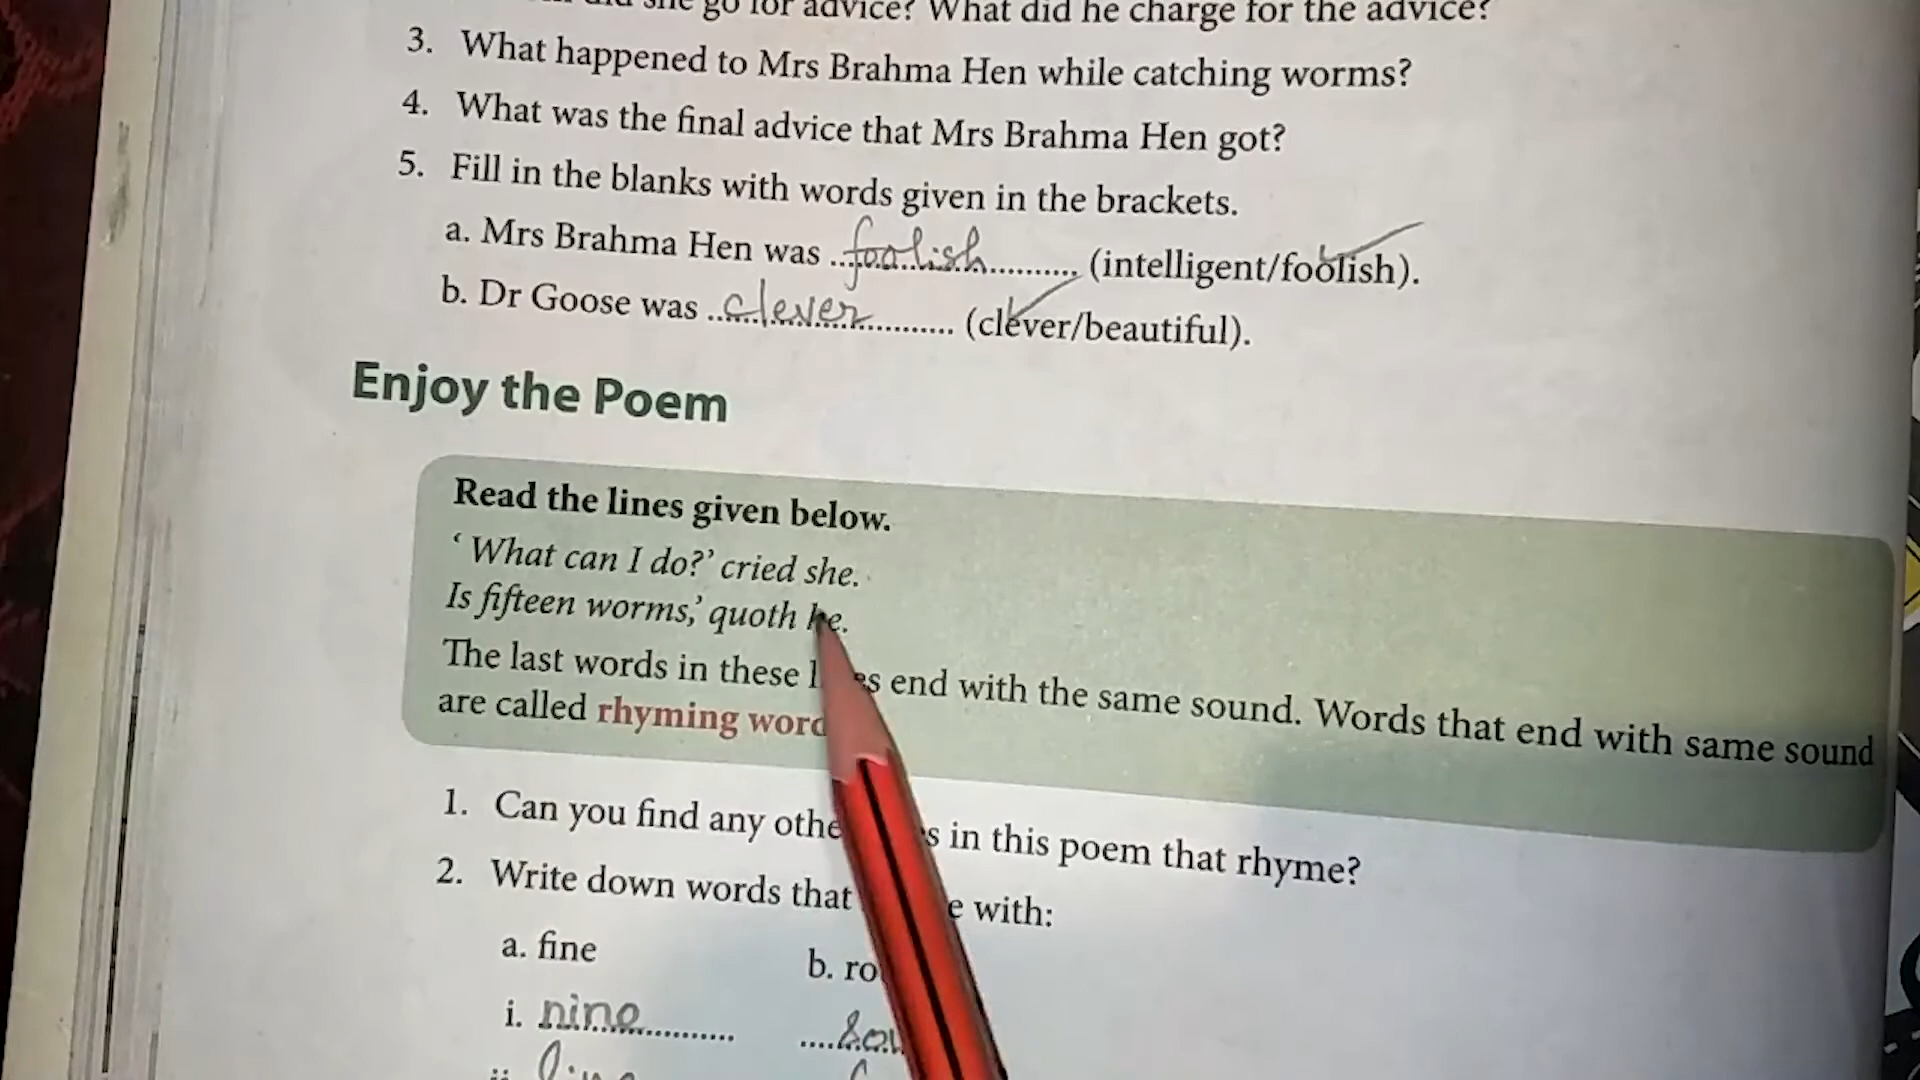 she go for advice? What did he charge for the advice?
3. What happened to Mrs Brahma Hen while catching worms?
4. What was the final advice that Mrs Brahma Hen got?
5. Fill in the blanks with words given in the brackets.
a. Mrs Brahma Hen was ..foolish.......... (intelligent/foolish).
b. Dr Goose was ..clever.......... (clever/beautiful).
Enjoy the Poem
Read the lines given below.
‘ What can I do?’ cried she.
Is fifteen worms,’ quoth he.
The last words in these end with the same sound. Words that end with same sound
are called rhyming
1. Can you find any in this poem that rhyme?
2. Write down words that with:
a. fine b.
i. nine